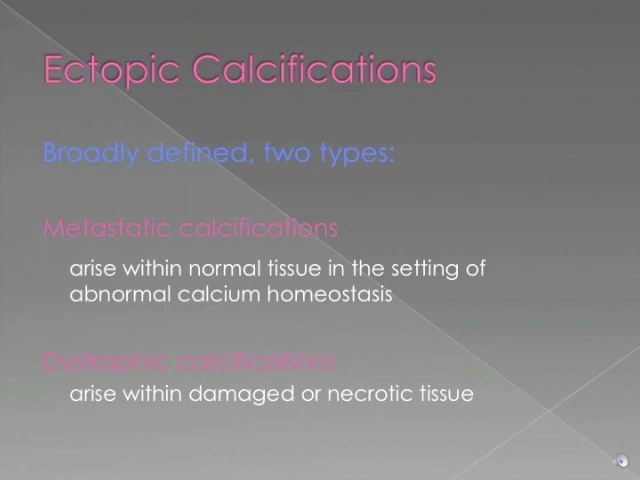 Ectopic Calcifications
Broadly defined, two types:
Metastatic calcifications
arise within normal tissue in the setting of
abnormal calcium homeostasis
Dystrophic calcifications
arise within damaged or necrotic tissue